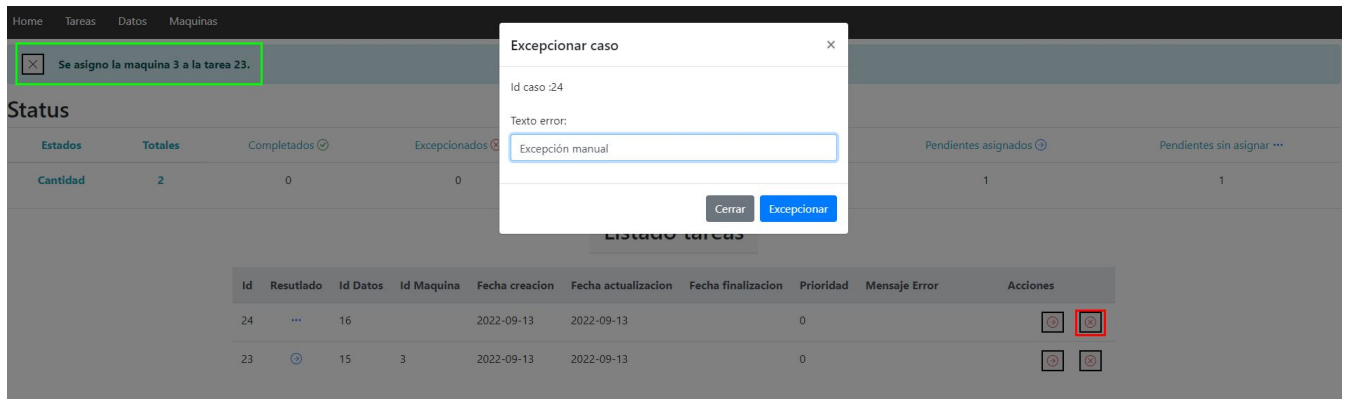 Home Tareas Datos Maquinas
Excepcionar caso ×
Se asigno la maquina 3 a la tarea 23.
Id caso :24
Status
Texto error:
Excepción manual
Estados Totales Completados Excepcionados Pendientes asignados Pendientes sin asignar
Cantidad 2 0 0 1 1
Cerrar Excepcionar
Listado tareas
Id Resutlado Id Datos Id Maquina Fecha creacion Fecha actualizacion Fecha finalizacion Prioridad Mensaje Error Acciones
24 ... 16 2022-09-13 2022-09-13 0
23 15 3 2022-09-13 2022-09-13 0